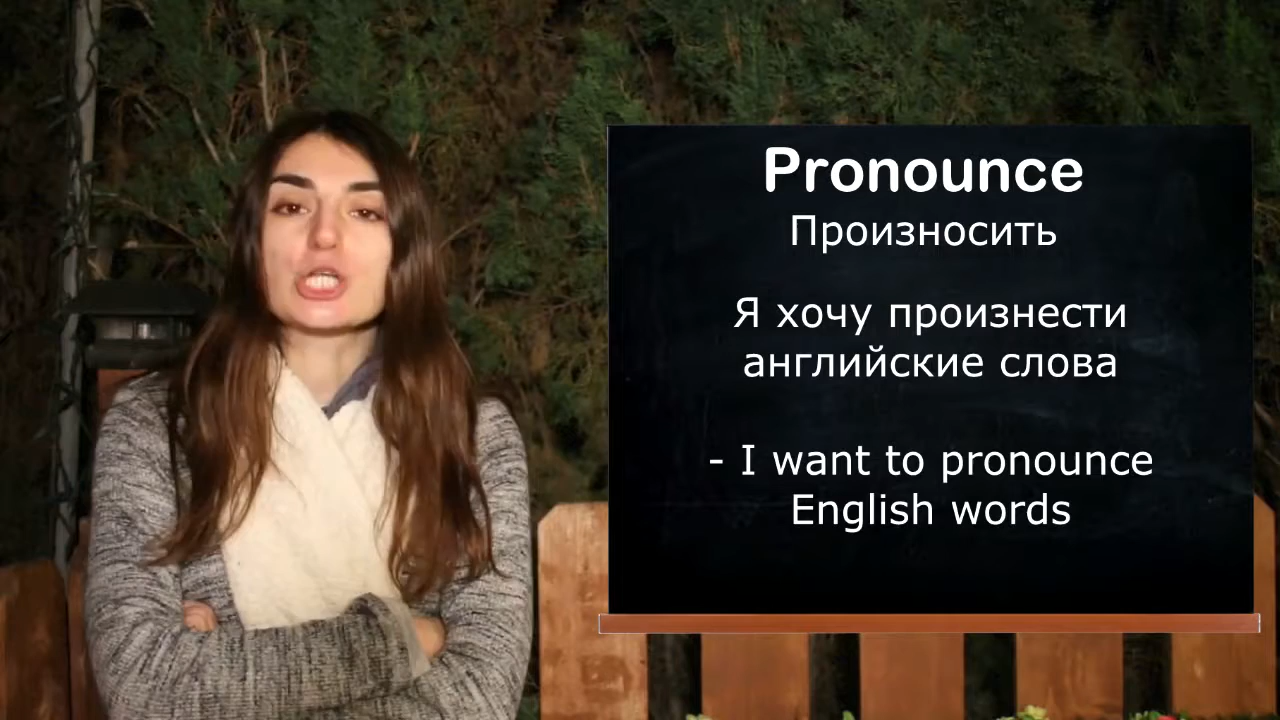 Pronounce
Произносить
Я хочу произнести
английские слова
- I want to pronounce
English words